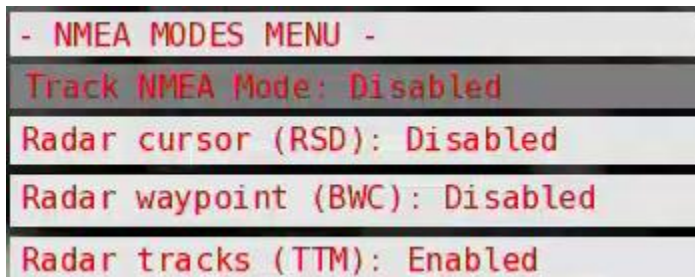 - NMEA MODES MENU -
Track NMEA Mode: Disabled
Radar cursor (RSD): Disabled
Radar waypoint (BWC): Disabled
Radar tracks (TTM): Enabled